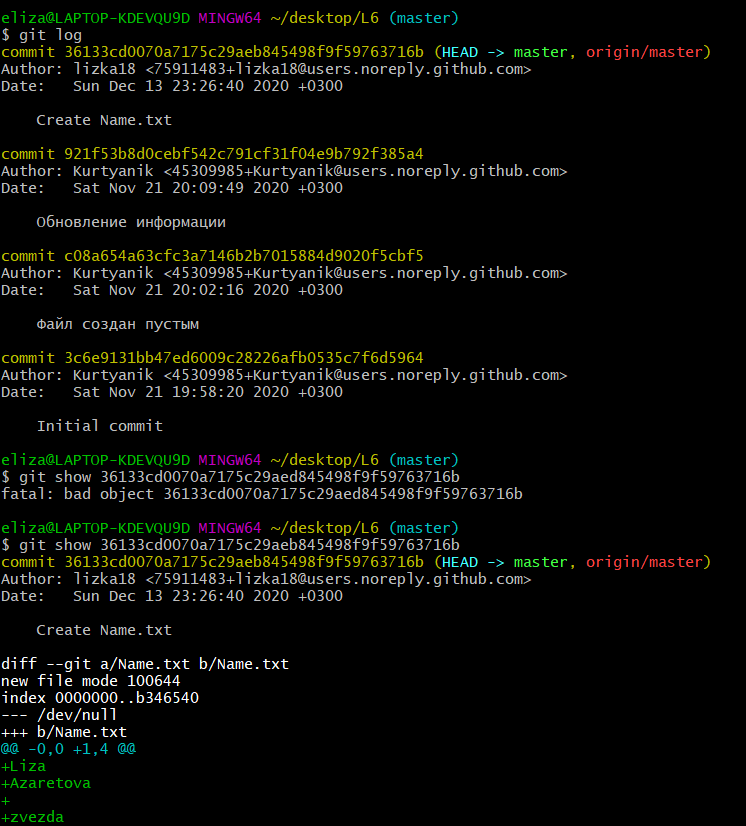 eliza@LAPTOP-KDEVQU9D MINGW64 ~/desktop/L6 (master)
$ git log
commit 36133cd0070a7175c29aeb845498f9f59763716b (HEAD -> master, origin/master)
Author: lizka18 <75911483+lizka18@users.noreply.github.com>
Date:   Sun Dec 13 23:26:40 2020 +0300
    Create Name.txt
commit 921f53b8d0cebf542c791cf31f04e9b792f385a4
Author: Kurtyanik <45309985+Kurtyanik@users.noreply.github.com>
Date:   Sat Nov 21 20:09:49 2020 +0300
    Обновление информации
commit c08a654a63cfc3a7146b2b7015884d9020f5cbf5
Author: Kurtyanik <45309985+Kurtyanik@users.noreply.github.com>
Date:   Sat Nov 21 20:02:16 2020 +0300
    Файл создан пустым
commit 3c6e9131bb47ed6009c28226afb0535c7f6d5964
Author: Kurtyanik <45309985+Kurtyanik@users.noreply.github.com>
Date:   Sat Nov 21 19:58:20 2020 +0300
    Initial commit
eliza@LAPTOP-KDEVQU9D MINGW64 ~/desktop/L6 (master)
$ git show 36133cd0070a7175c29aed845498f9f59763716b
fatal: bad object 36133cd0070a7175c29aed845498f9f59763716b
eliza@LAPTOP-KDEVQU9D MINGW64 ~/desktop/L6 (master)
$ git show 36133cd0070a7175c29aeb845498f9f59763716b
commit 36133cd0070a7175c29aeb845498f9f59763716b (HEAD -> master, origin/master)
Author: lizka18 <75911483+lizka18@users.noreply.github.com>
Date:   Sun Dec 13 23:26:40 2020 +0300
    Create Name.txt
diff --git a/Name.txt b/Name.txt
new file mode 100644
index 0000000..b346540
--- /dev/null
+++ b/Name.txt
@@ -0,0 +1,4 @@
+Liza
+Azaretova
+
+zvezda